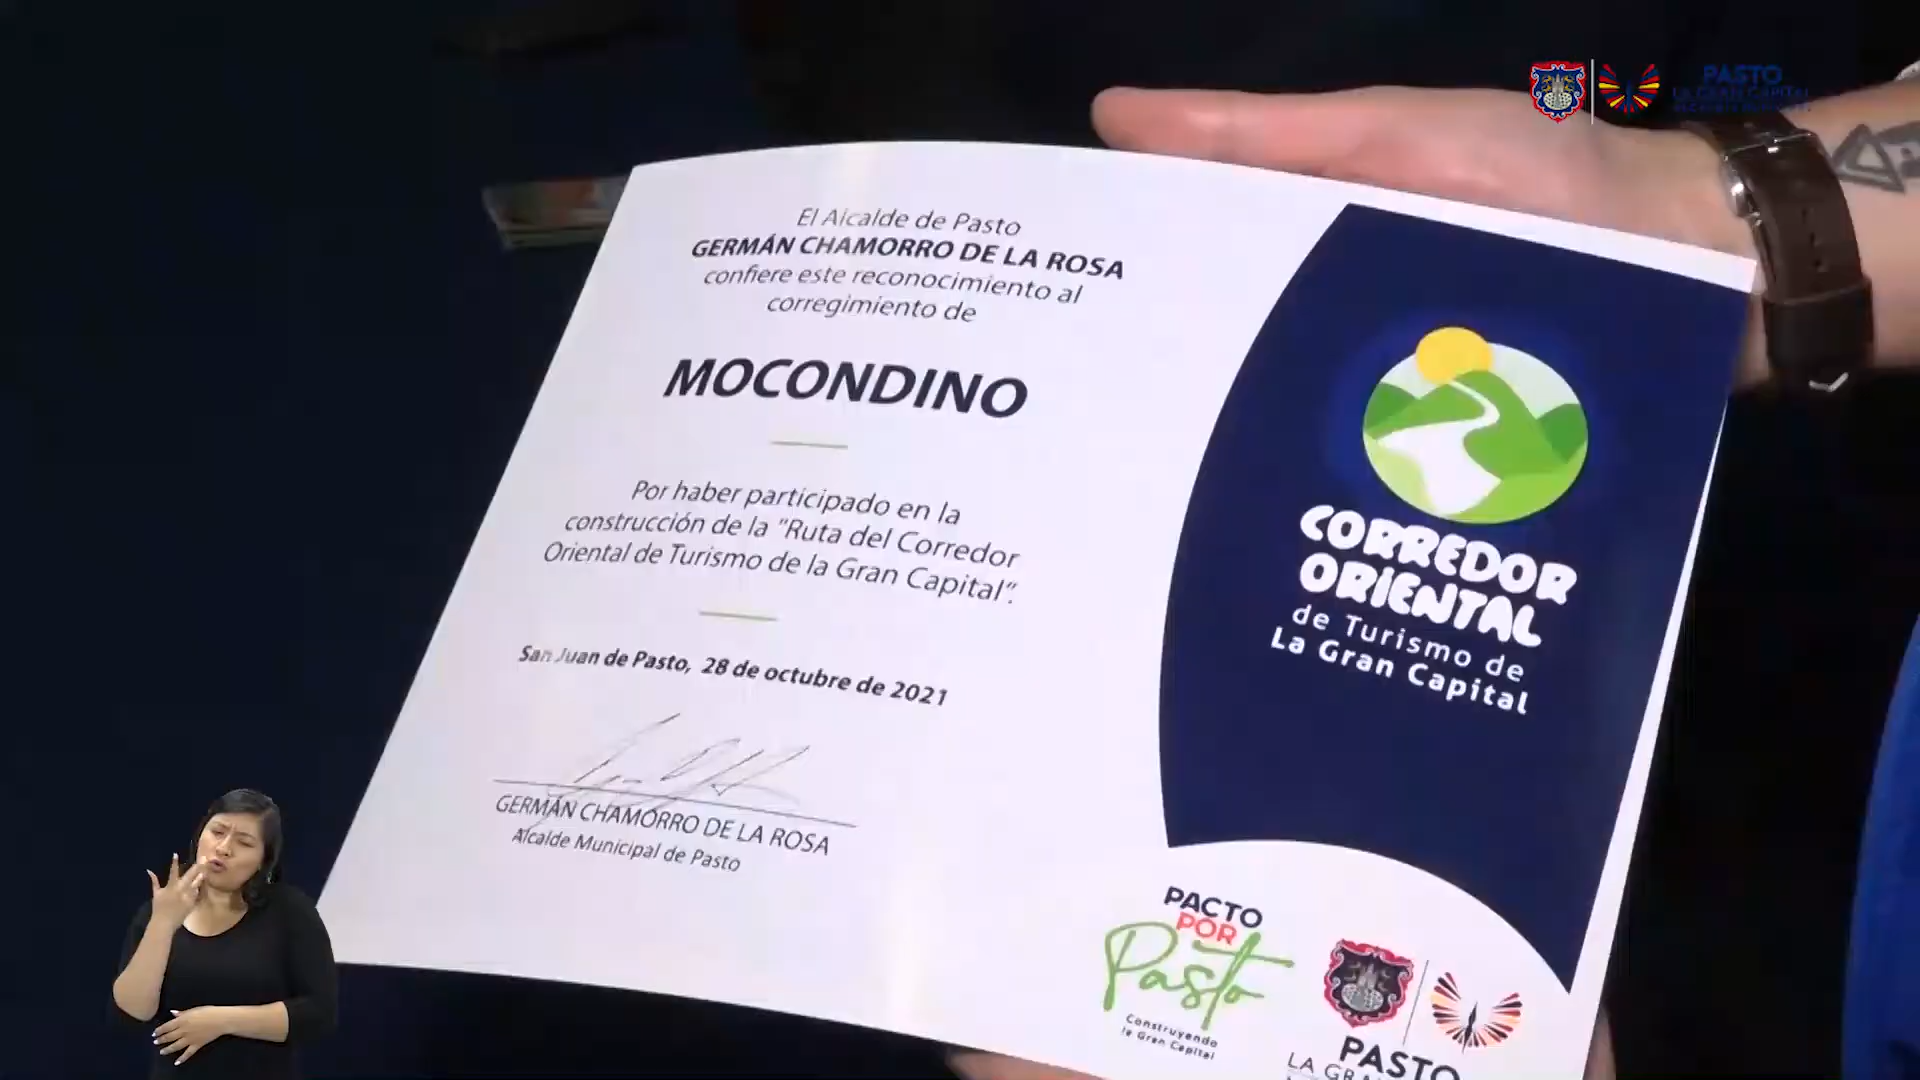 PASTO
LA GRAN CAPITAL
El Alcalde de Pasto
GERMÁN CHAMORRO DE LA ROSA
confiere este reconocimiento al
corregimiento de
MOCONDINO
Por haber participado en la
construcción de la "Ruta del Corredor
Oriental de Turismo de la Gran Capital".
San Juan de Pasto, 28 de octubre de 2021
GERMÁN CHAMORRO DE LA ROSA
Alcalde Municipal de Pasto
CORREDOR
ORIENTAL
de Turismo de
La Gran Capital
PACTO
POR
Pasto
Construyendo
la Gran Capital
PASTO